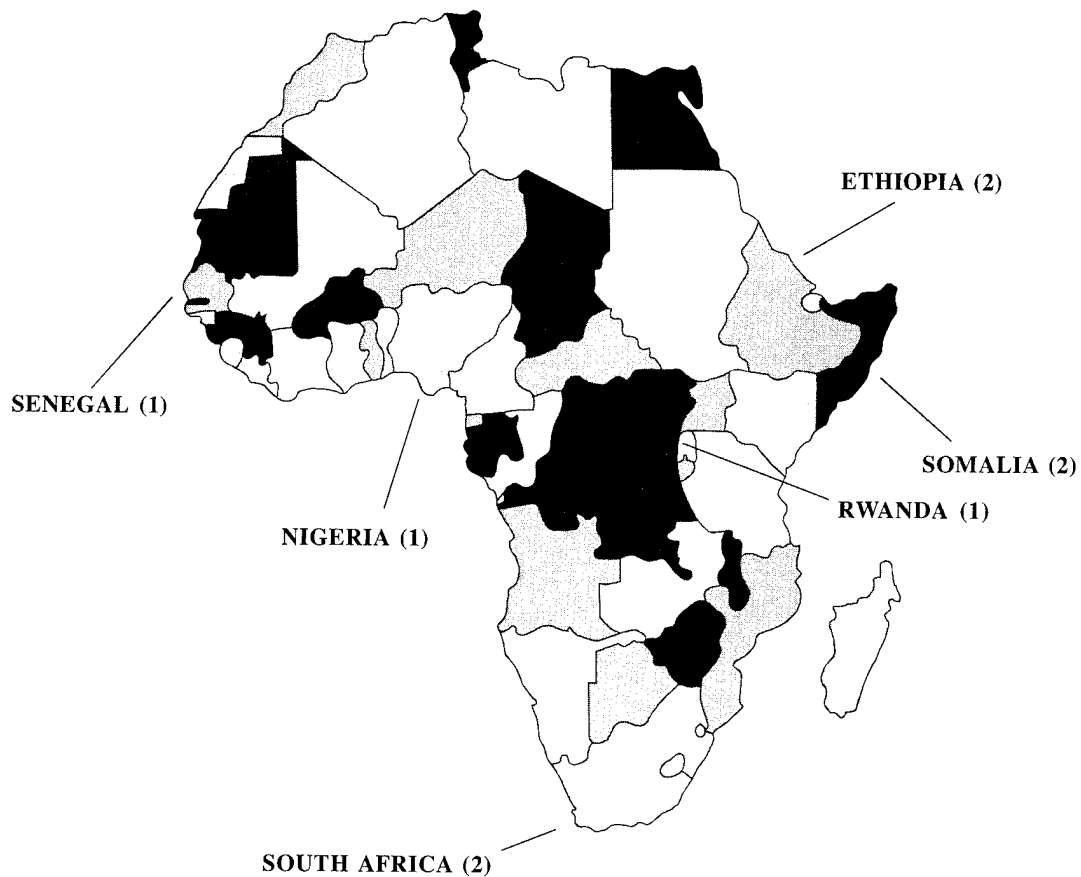 ETHIOPIA (2)
SENEGAL (1)
SOMALIA (2)
RWANDA (1)
NIGERIA (1)
SOUTH AFRICA (2)